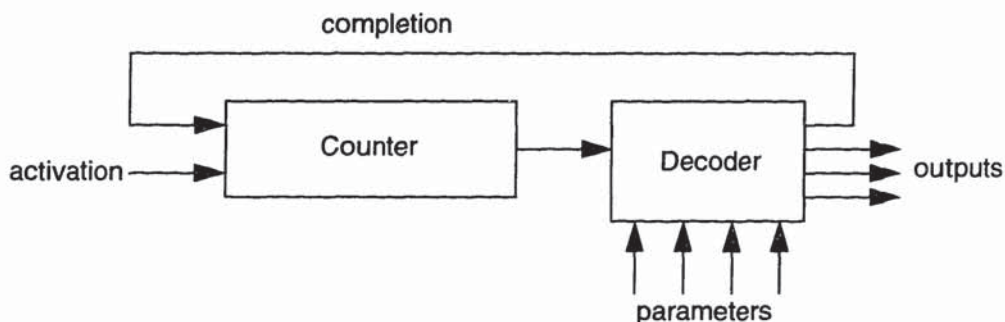 completion
Counter
Decoder
activation
outputs
parameters